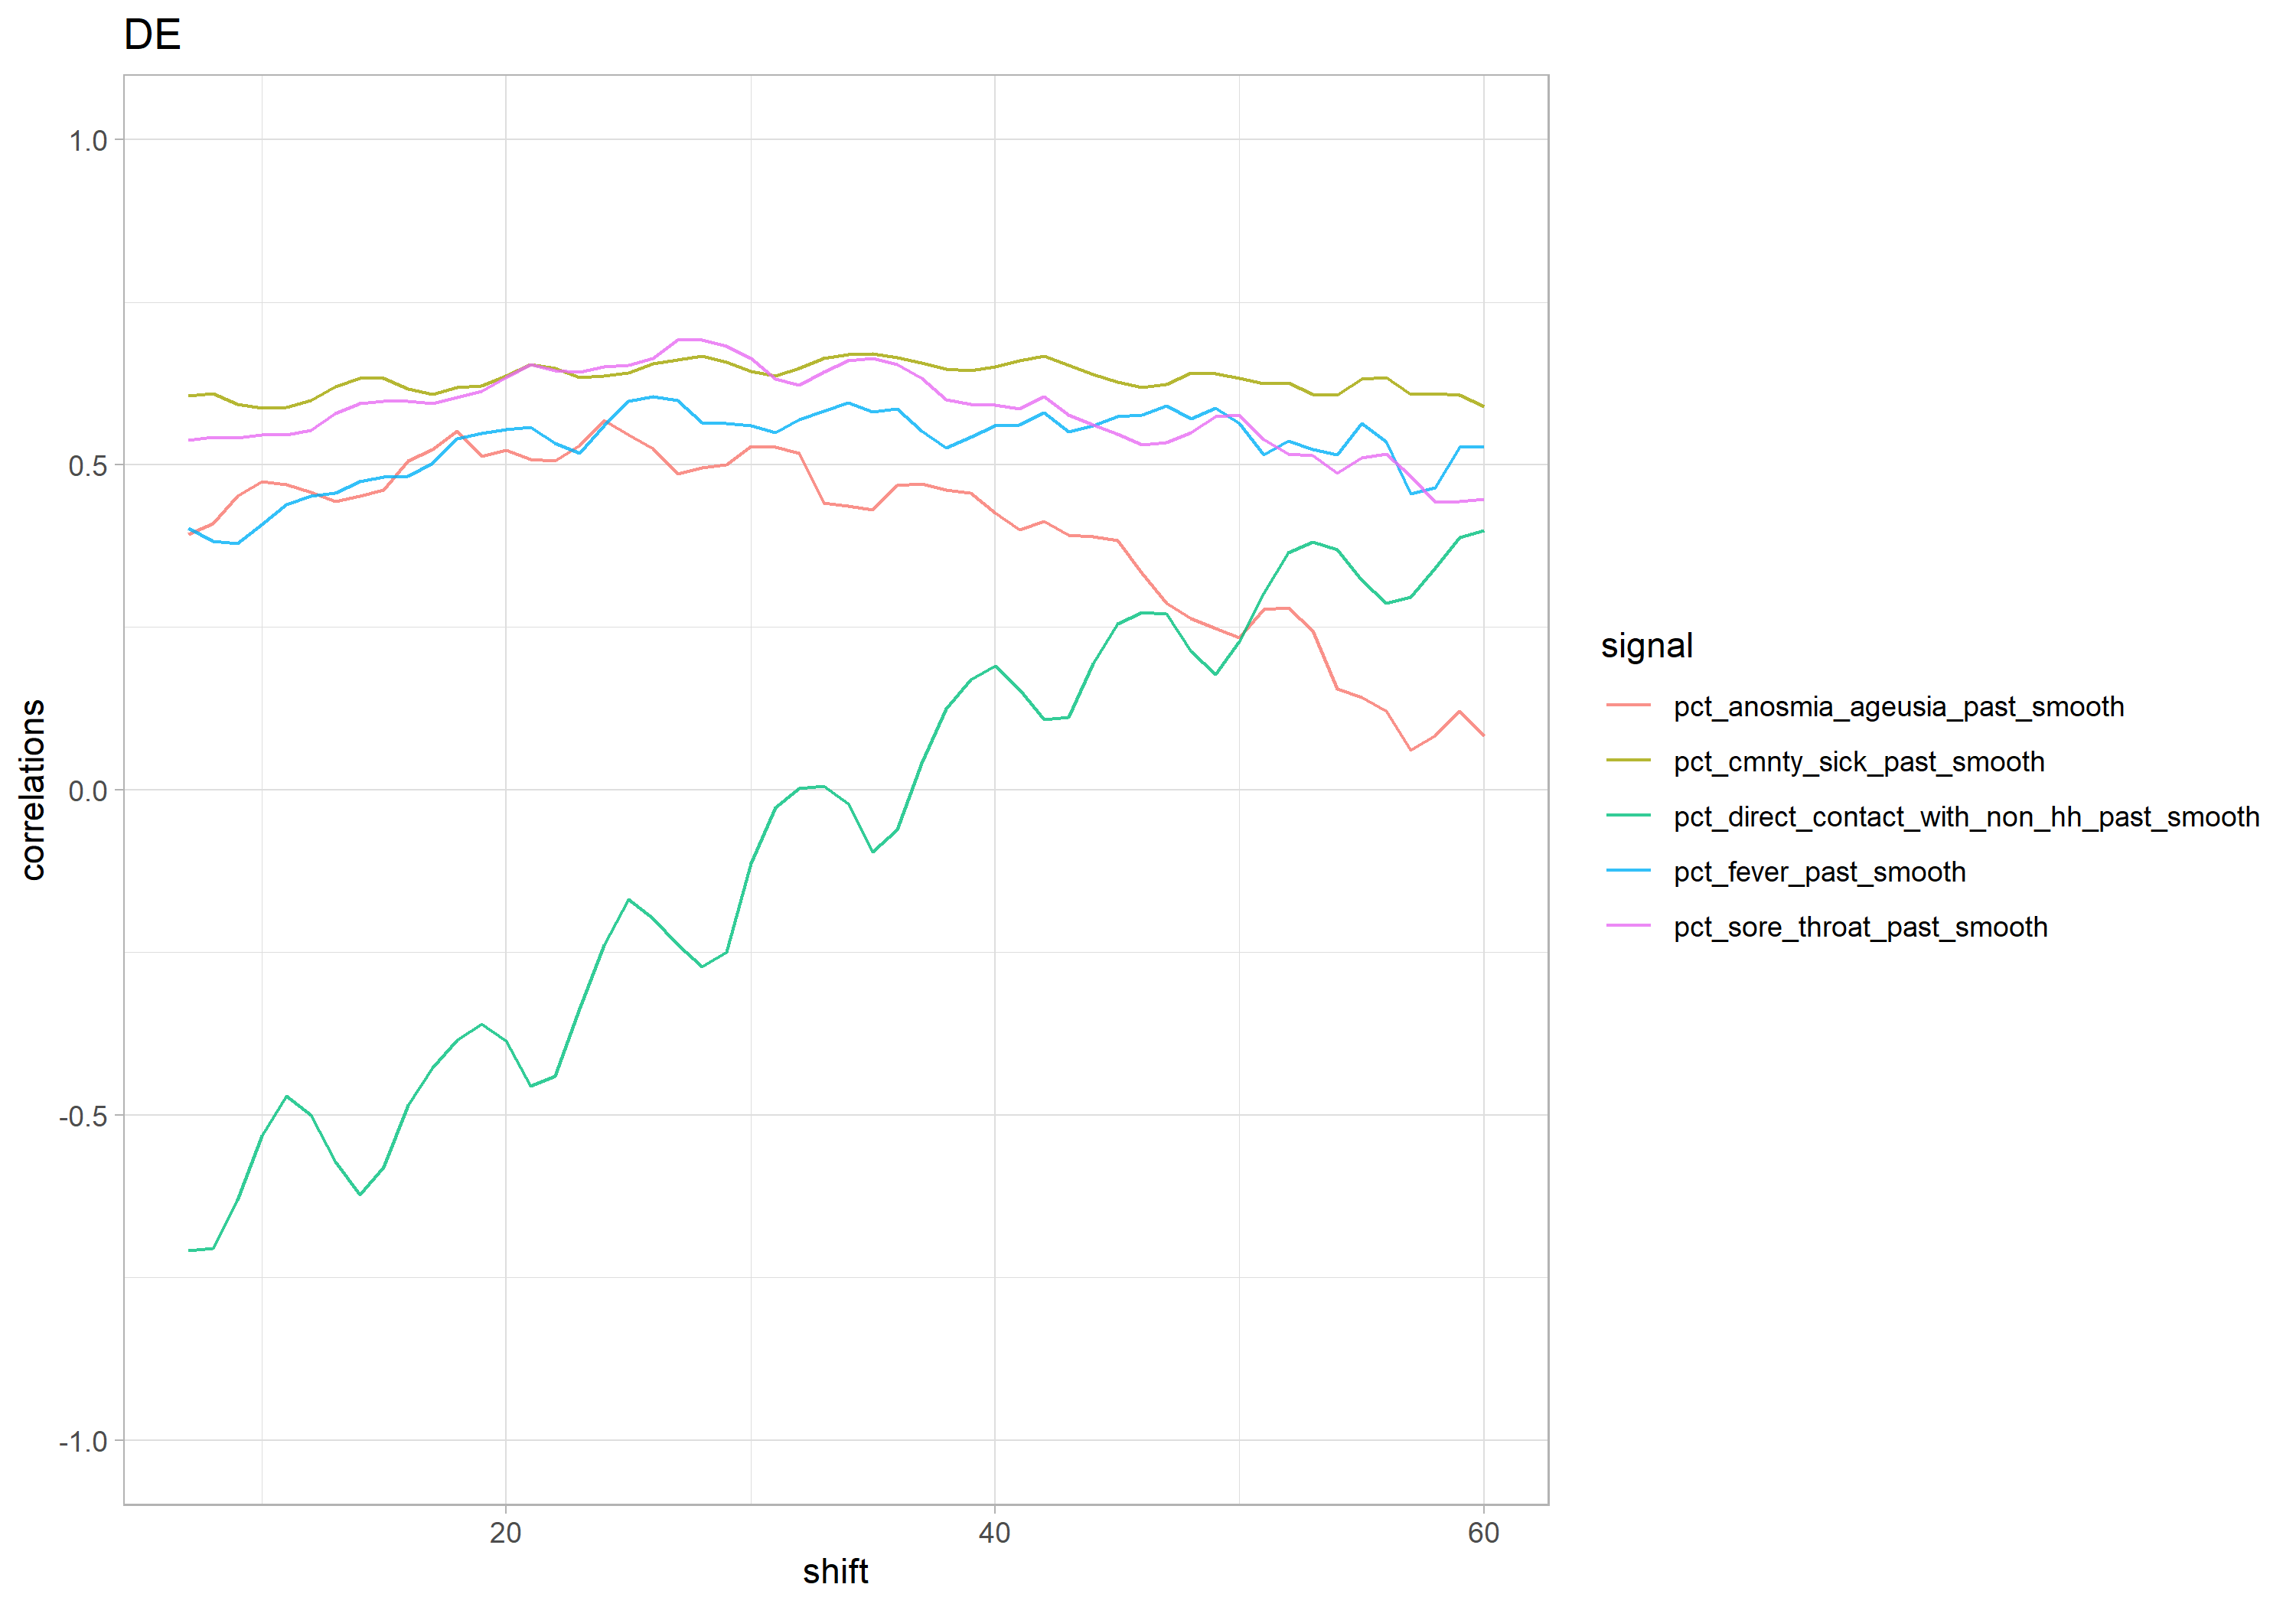 DE
1.0
0.5
0.0
-0.5
-1.0
correlations
20 40 60
shift
signal
pct_anosmia_ageusia_past_smooth
pct_cmnty_sick_past_smooth
pct_direct_contact_with_non_hh_past_smooth
pct_fever_past_smooth
pct_sore_throat_past_smooth